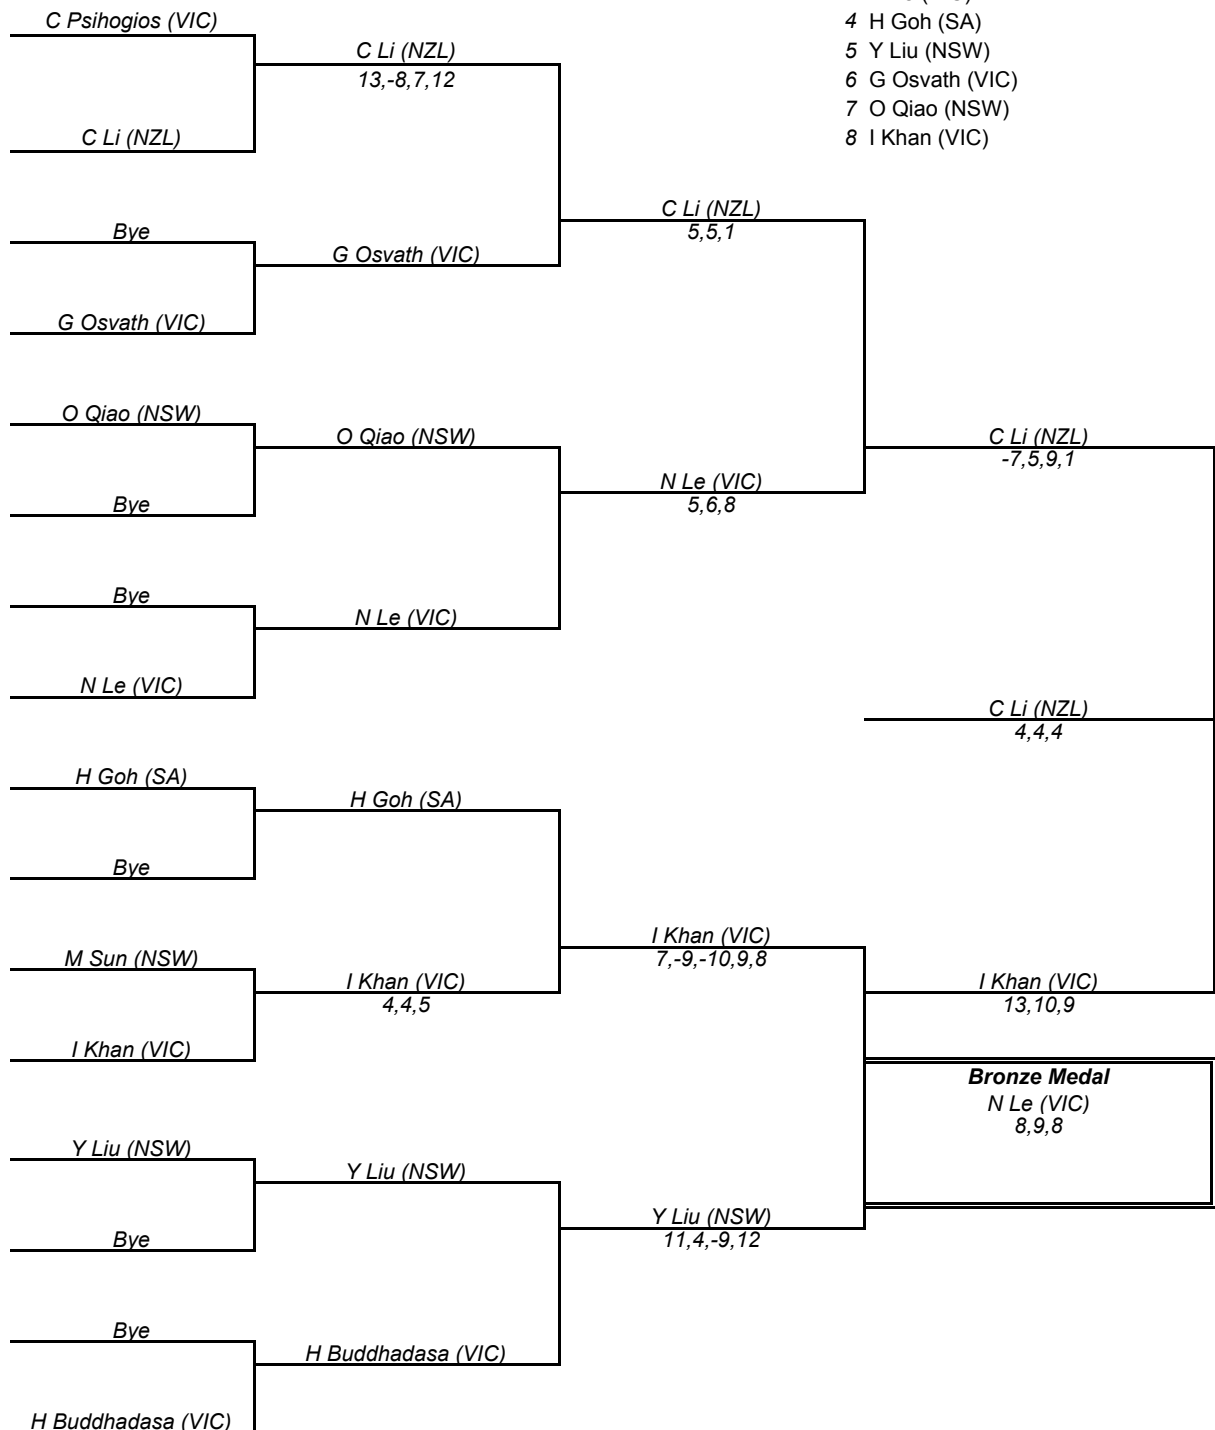 C Psihogios (VIC)
4 H Goh (SA)
C Li (NZL)
5 Y Liu (NSW)
13,-8,7,12
6 G Osvath (VIC)
7 O Qiao (NSW)
C Li (NZL)
8 I Khan (VIC)
C Li (NZL)
5,5,1
Bye
G Osvath (VIC)
G Osvath (VIC)
O Qiao (NSW)
O Qiao (NSW)
C Li (NZL)
-7,5,9,1
N Le (VIC)
5,6,8
Bye
Bye
N Le (VIC)
N Le (VIC)
C Li (NZL)
4,4,4
H Goh (SA)
H Goh (SA)
Bye
I Khan (VIC)
7,-9,-10,9,8
M Sun (NSW)
I Khan (VIC)
4,4,5
I Khan (VIC)
13,10,9
I Khan (VIC)
Bronze Medal
N Le (VIC)
8,9,8
Y Liu (NSW)
Y Liu (NSW)
Y Liu (NSW)
11,4,-9,12
Bye
Bye
H Buddhadasa (VIC)
H Buddhadasa (VIC)